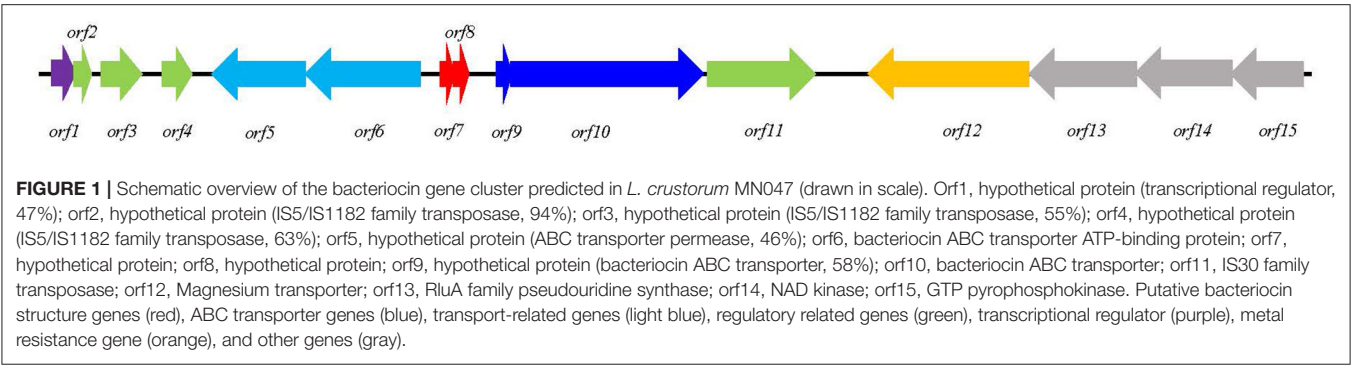 orf2
orf8
orf1 orf3 orf4 orf5 orf6 orf7 orf9 orf10 orf11 orf12 orf13 orf14 orf15
FIGURE 1 | Schematic overview of the bacteriocin gene cluster predicted in L. crustorum MN047 (drawn in scale). Orf1, hypothetical protein (transcriptional regulator,
47%); orf2, hypothetical protein (IS5/IS1182 family transposase, 94%); orf3, hypothetical protein (IS5/IS1182 family transposase, 55%); orf4, hypothetical protein
(IS5/IS1182 family transposase, 63%); orf5, hypothetical protein (ABC transporter permease, 46%); orf6, bacteriocin ABC transporter ATP-binding protein; orf7,
hypothetical protein; orf8, hypothetical protein; orf9, hypothetical protein (bacteriocin ABC transporter, 58%); orf10, bacteriocin ABC transporter; orf11, IS30 family
transposase; orf12, Magnesium transporter; orf13, RluA family pseudouridine synthase; orf14, NAD kinase; orf15, GTP pyrophosphokinase. Putative bacteriocin
structure genes (red), ABC transporter genes (blue), transport-related genes (light blue), regulatory related genes (green), transcriptional regulator (purple), metal
resistance gene (orange), and other genes (gray).